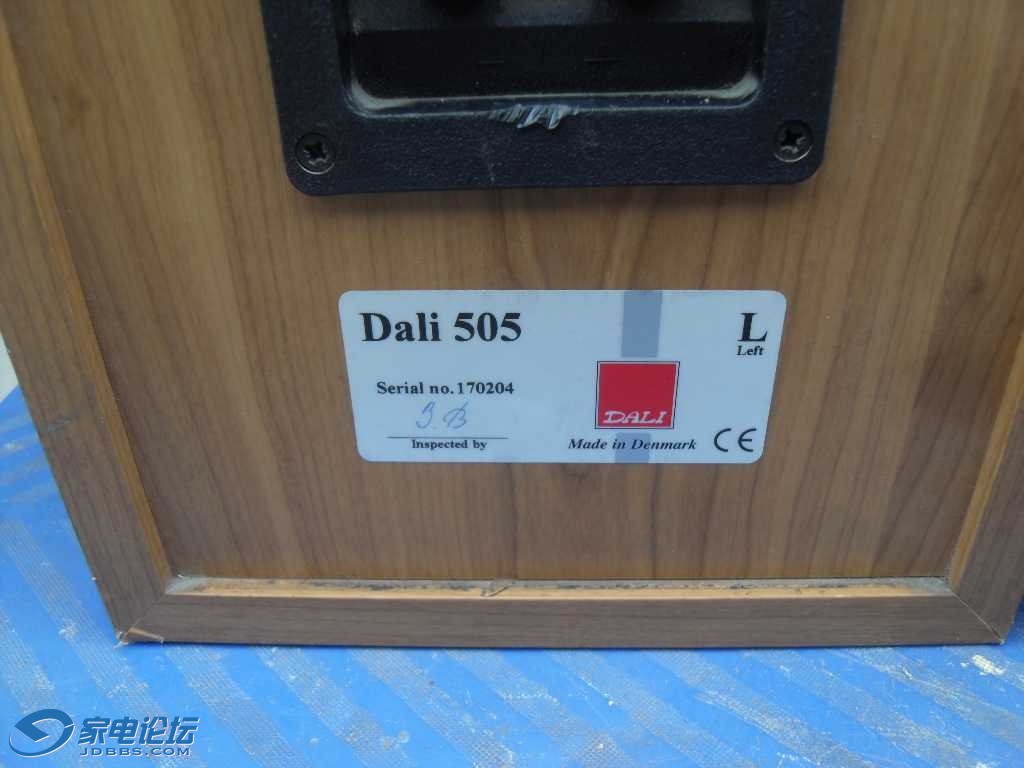 Dali 505
L
Left
Serial no. 170204
DALI
Inspected by
Made in Denmark
CE
家电论坛
JDBBS.COM